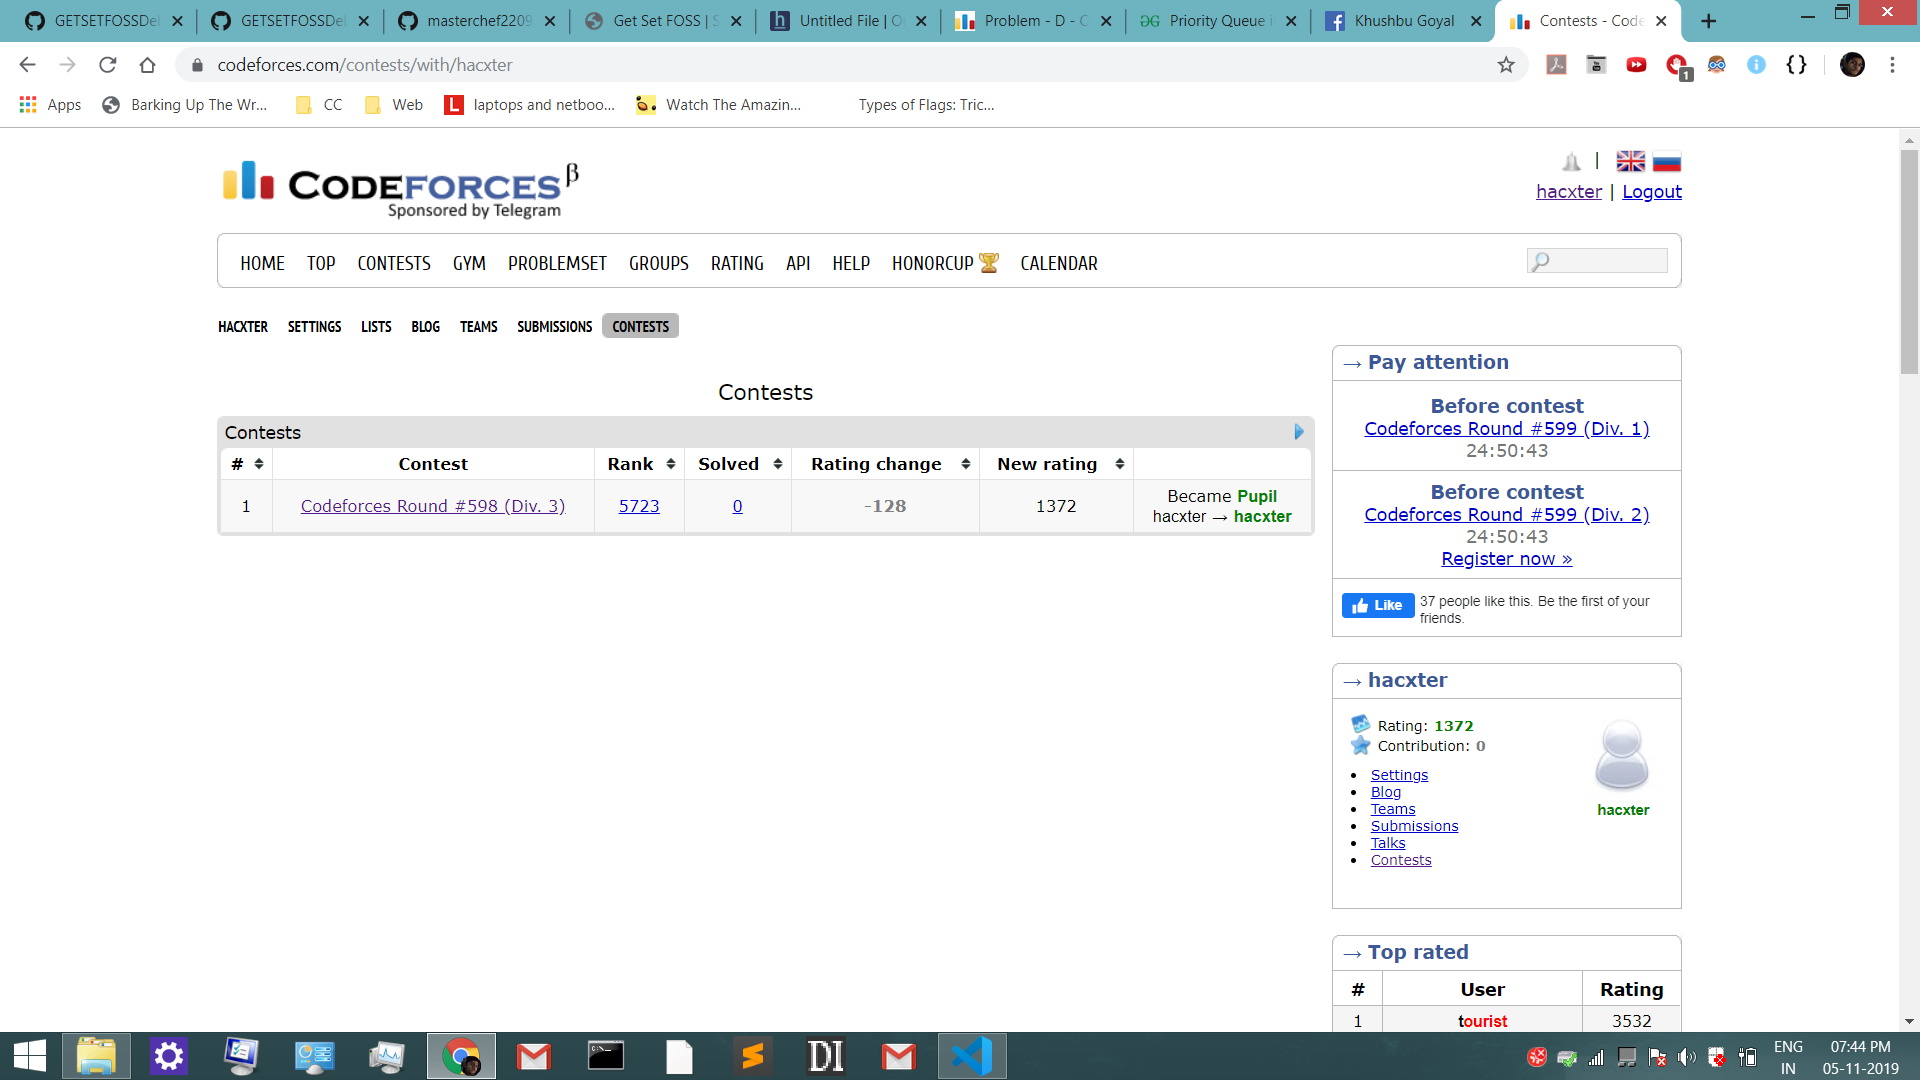 GETSETFOSSDel
GETSETFOSSDel
masterchef2209
Get Set FOSS | S
Untitled File | O
Problem - D - C
Priority Queue i
Khushbu Goyal
Contests - Code
codeforces.com/contests/with/hacxter
1
Apps
Barking Up The Wr...
CC
Web
L
laptops and netboo...
Watch The Amazin...
Types of Flags: Tric...
CODEFORCES β
Sponsored by Telegram
|
hacxter | Logout
HOME TOP CONTESTS GYM PROBLEMSET GROUPS RATING API HELP HONORCUP CALENDAR
HACXTER SETTINGS LISTS BLOG TEAMS SUBMISSIONS CONTESTS
Contests
Contests
# Contest Rank Solved Rating change New rating
1 Codeforces Round #598 (Div. 3) 5723 0 -128 1372 Became Pupil
hacxter → hacxter
→ Pay attention
Before contest
Codeforces Round #599 (Div. 1)
24:50:43
Before contest
Codeforces Round #599 (Div. 2)
24:50:43
Register now »
Like 37 people like this. Be the first of your
friends.
→ hacxter
Rating: 1372
Contribution: 0
Settings
Blog
Teams
Submissions
Talks
Contests
hacxter
→ Top rated
# User Rating
1 tourist 3532
DI
ENG
IN
07:44 PM
05-11-2019